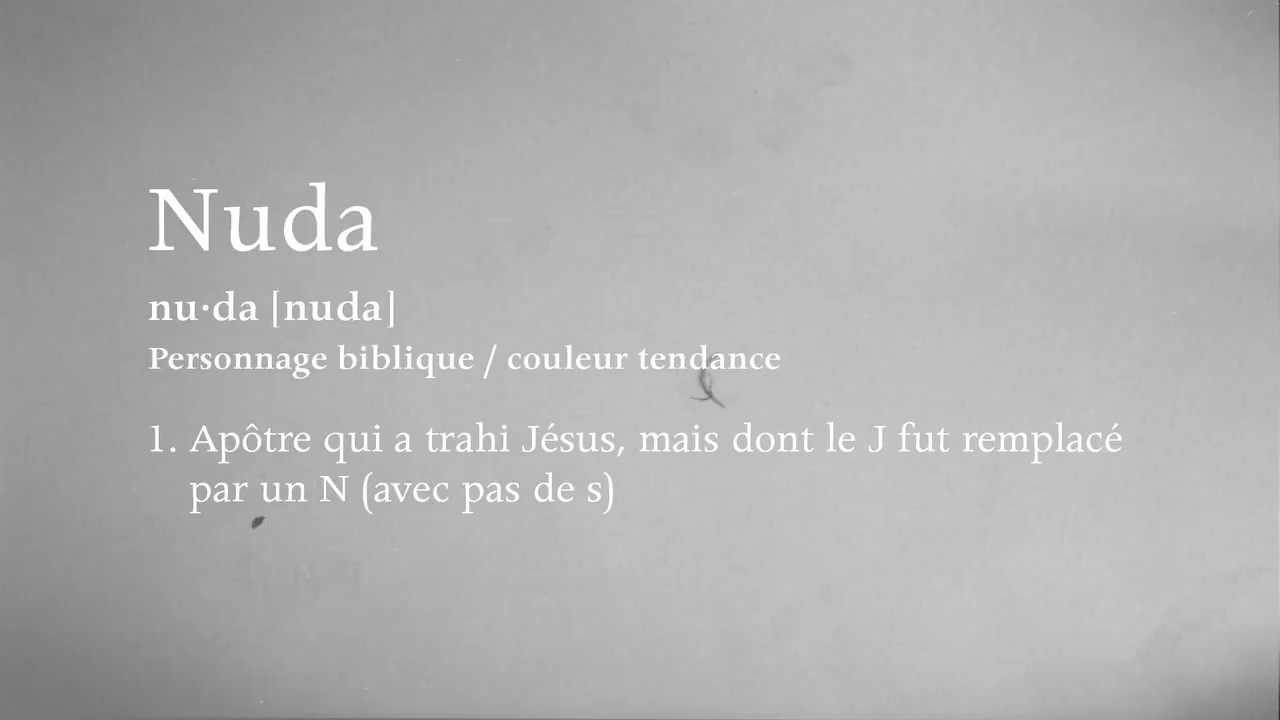 Nuda
nu·da [nuda]
Personnage biblique / couleur tendance
1. Apôtre qui a trahi Jésus, mais dont le J fut remplacé
par un N (avec pas de s)